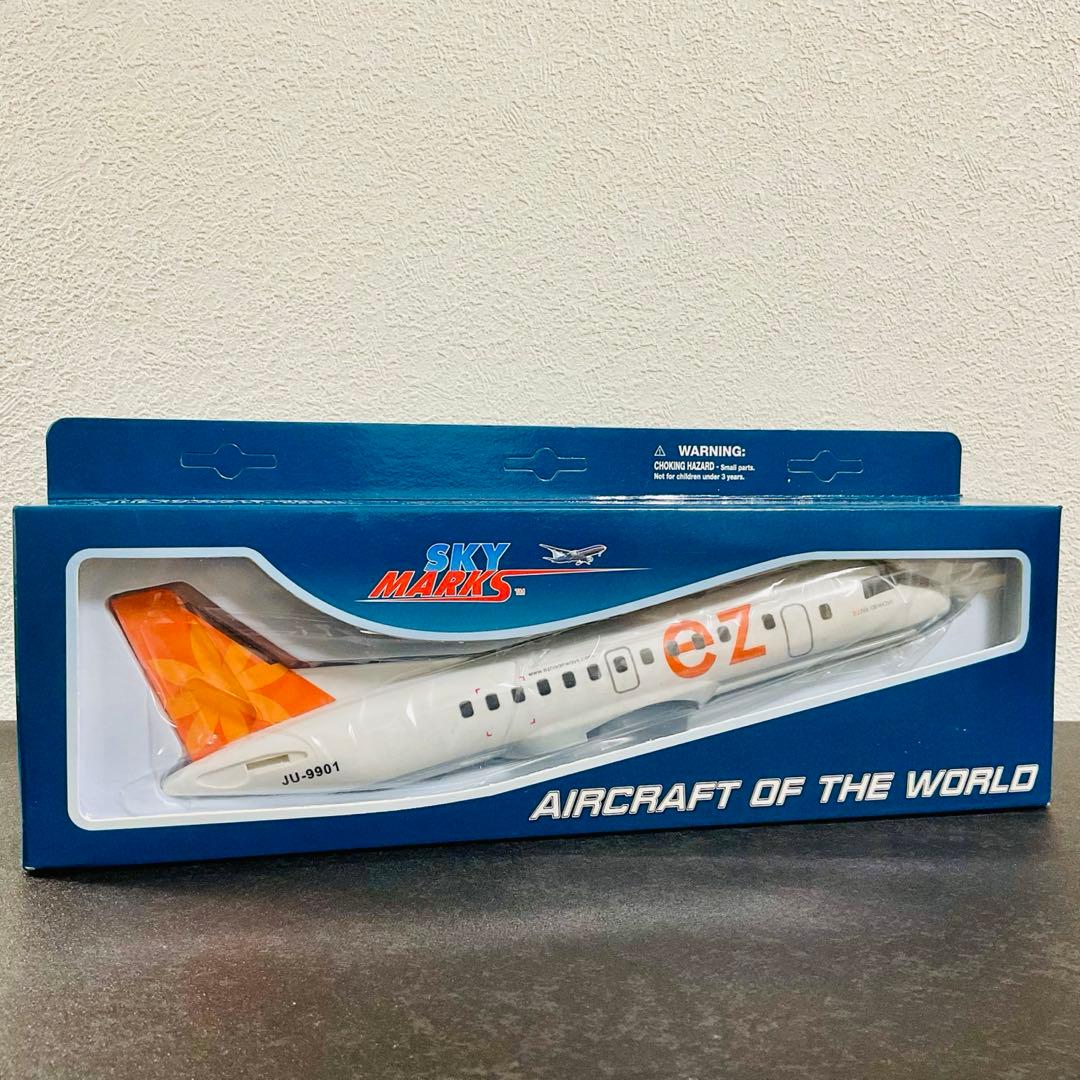 WARNING:
CHOKING HAZARD - Small parts.
Not for children under 3 years.
SKY
MARKS™
ez
JU-9901
AIRCRAFT OF THE WORLD